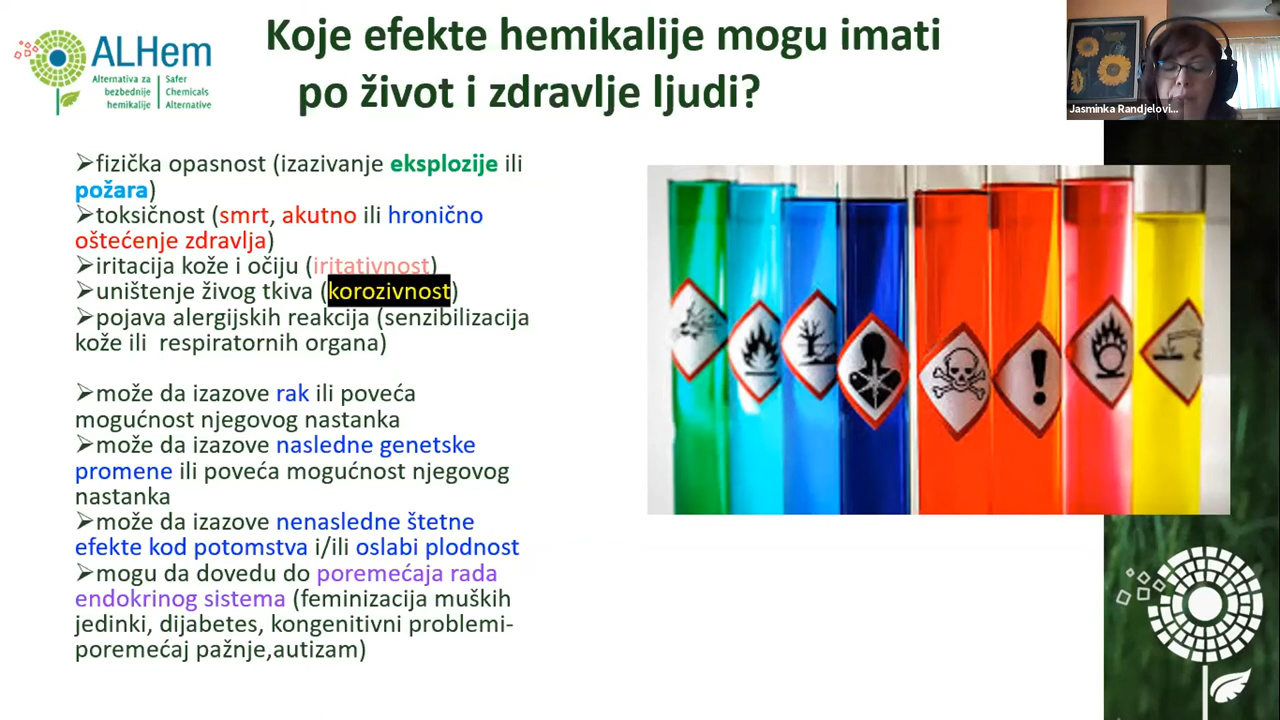 ALHem
Alternativa za
bezbednije
hemikalije
Safer
Chemicals
Alternative
Koje efekte hemikalije mogu imati
po život i zdravlje ljudi?
Jasminka Randjelovi...
➢fizička opasnost (izazivanje eksplozije ili
požara)
➢toksičnost (smrt, akutno ili hronično
oštećenje zdravlja)
➢iritacija kože i očiju (iritativnost)
➢uništenje živog tkiva (korozivnost)
➢pojava alergijskih reakcija (senzibilizacija
kože ili respiratornih organa)
➢može da izazove rak ili poveća
mogućnost njegovog nastanka
➢može da izazove nasledne genetske
promene ili poveća mogućnost njegovog
nastanka
➢može da izazove nenasledne štetne
efekte kod potomstva i/ili oslabi plodnost
➢mogu da dovedu do poremećaja rada
endokrinog sistema (feminizacija muških
jedinki, dijabetes, kongenitivni problemi-
poremećaj pažnje,autizam)